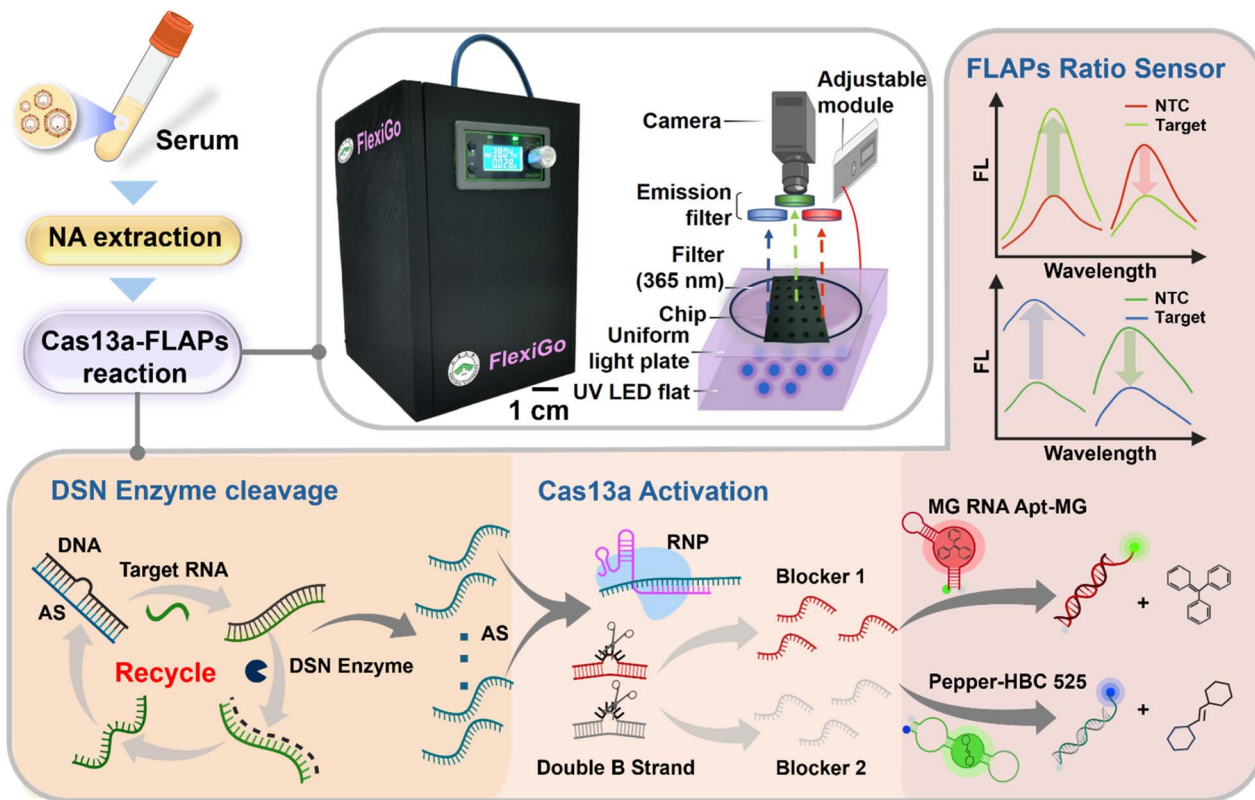 Serum
NA extraction
Cas13a-FLAPs
reaction
FlexiGo
FlexiGo
1 cm
Camera
Adjustable
module
Emission
filter
Filter
(365 nm)
Chip
Uniform
light plate
UV LED flat
FLAPs Ratio Sensor
NTC
Target
FL
Wavelength
NTC
Target
FL
Wavelength
DSN Enzyme cleavage
DNA
Target RNA
AS
Recycle
DSN Enzyme
AS
Cas13a Activation
RNP
Blocker 1
Double B Strand
Blocker 2
MG RNA Apt-MG
+
Pepper-HBC 525
+